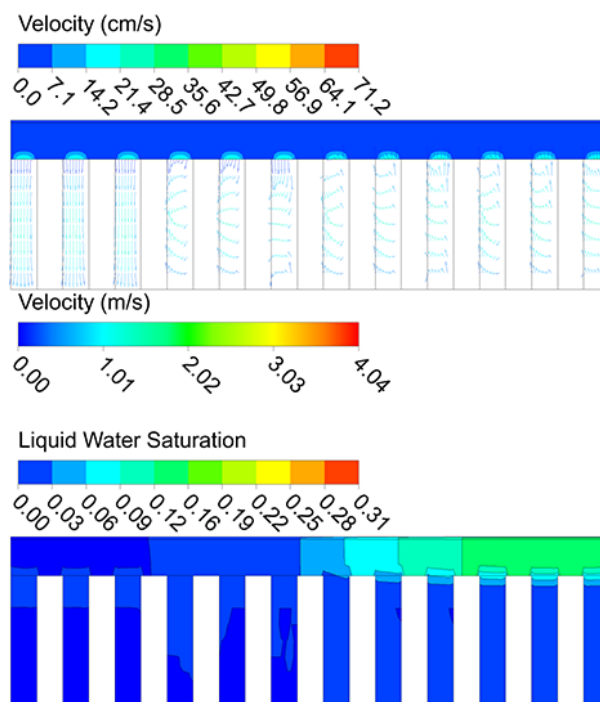 Velocity (cm/s)
0.0 7.1 14.2 21.4 28.5 35.6 42.7 49.8 56.9 64.1 71.2
Velocity (m/s)
0.00 1.01 2.02 3.03 4.04
Liquid Water Saturation
0.00 0.03 0.06 0.09 0.12 0.16 0.19 0.22 0.25 0.28 0.31